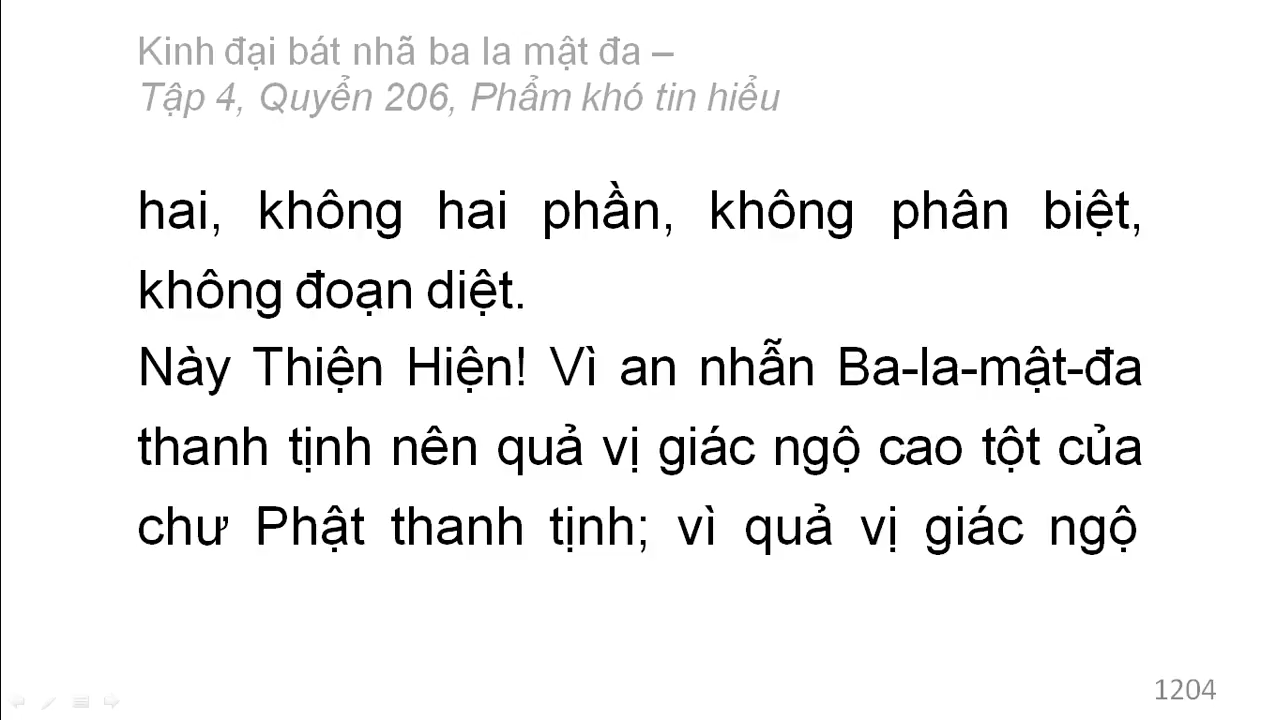 Kinh đại bát nhã ba la mật đa –
Tập 4, Quyển 206, Phẩm khó tin hiểu
hai, không hai phần, không phân biệt,
không đoạn diệt.
Này Thiện Hiện! Vì an nhẫn Ba-la-mật-đa
thanh tịnh nên quả vị giác ngộ cao tột của
chư Phật thanh tịnh; vì quả vị giác ngộ
1204